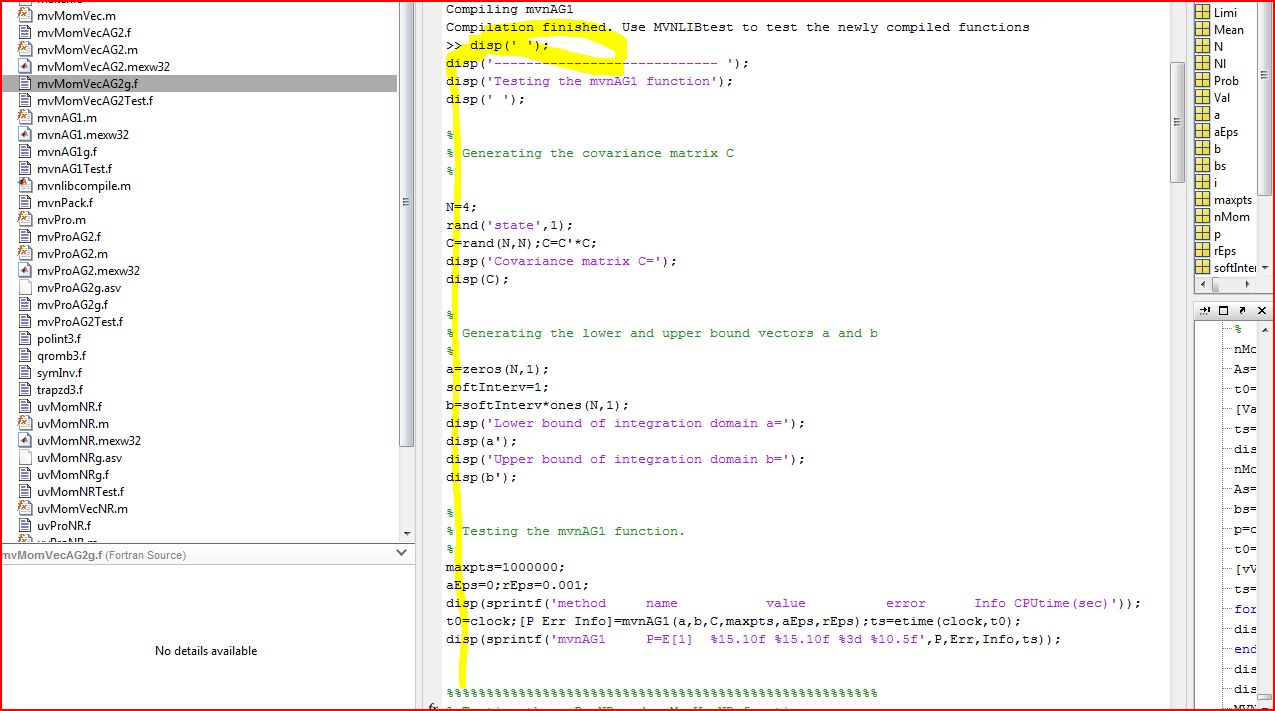 mvMomVec.m
mvMomVecAG2.f
mvMomVecAG2.m
mvMomVecAG2.mexw32
mvMomVecAG2g.f
mvMomVecAG2Test.f
mvnAG1.m
mvnAG1.mexw32
mvnAG1g.f
mvnAG1Test.f
mvnlibcompile.m
mvnPack.f
mvPro.m
mvProAG2.f
mvProAG2.m
mvProAG2.mexw32
mvProAG2g.asv
mvProAG2g.f
mvProAG2Test.f
polint3.f
qromb3.f
symInv.f
trapzd3.f
uvMomNR.f
uvMomNR.m
uvMomNR.mexw32
uvMomNRg.asv
uvMomNRg.f
uvMomNRTest.f
uvMomVecNR.m
uvProNR.f
mvMomVecAG2g.f (Fortran Source)
No details available
Compiling mvnAG1
Compilation finished. Use MVNLIBtest to test the newly compiled functions
>> disp(' ');
disp('---------------------------- ');
disp('Testing the mvnAG1 function');
disp(' ');
%
% Generating the covariance matrix C
%
N=4;
rand('state',1);
C=rand(N,N);C=C'*C;
disp('Covariance matrix C=');
disp(C);
%
% Generating the lower and upper bound vectors a and b
%
a=zeros(N,1);
softInterv=1;
b=softInterv*ones(N,1);
disp('Lower bound of integration domain a=');
disp(a');
disp('Upper bound of integration domain b=');
disp(b');
%
% Testing the mvnAG1 function.
%
maxpts=1000000;
aEps=0;rEps=0.001;
disp(sprintf('method     name           value          error      Info CPUtime(sec)'));
t0=clock;[P Err Info]=mvnAG1(a,b,C,maxpts,aEps,rEps);ts=etime(clock,t0);
disp(sprintf('mvnAG1     P=E[1]  %15.10f %15.10f %3d %10.5f',P,Err,Info,ts));
%%%%%%%%%%%%%%%%%%%%%%%%%%%%%%%%%%%%%%%%%%%%%%%%%%%%%%
fx
Limi
Mean
N
NI
Prob
Val
a
aEps
b
bs
i
maxpts
nMom
p
rEps
softInter
%
nMo
As=
t0=
[Va
ts=
dis
nMo
As=
bs=
p=c
t0=
[vV
ts=
for
dis
end
dis
dis
MVN